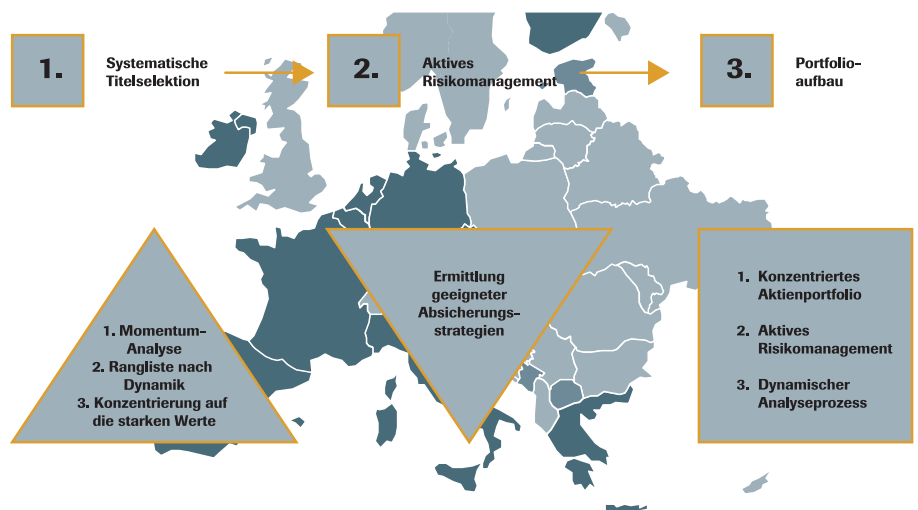 1.
Systematische
Titelselektion
2.
Aktives
Risikomanagement
3.
Portfolio-
aufbau
1. Momentum-
Analyse
2. Rangliste nach
Dynamik
3. Konzentrierung auf
die starken Werte
Ermittlung
geeigneter
Absicherungs-
strategien
1. Konzentriertes
Aktienportfolio
2. Aktives
Risikomanagement
3. Dynamischer
Analyseprozess